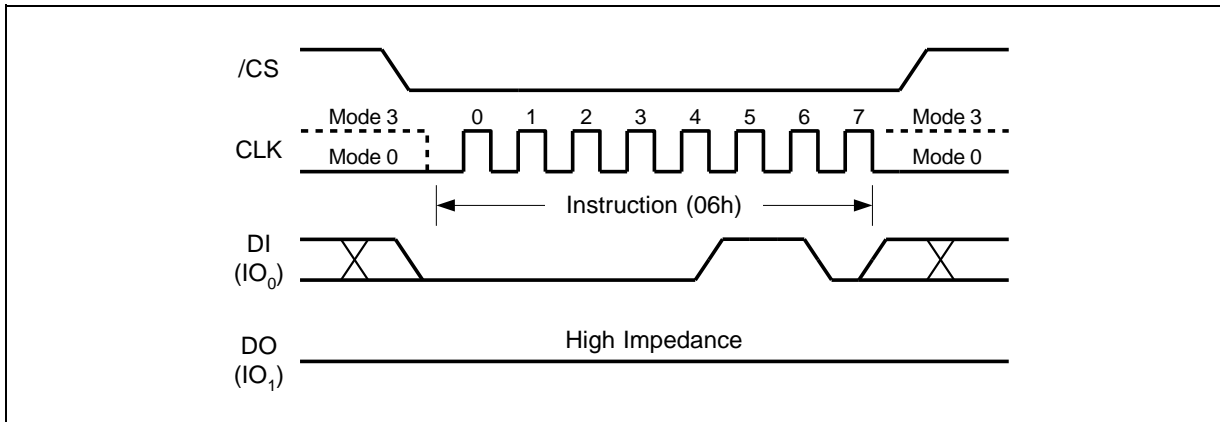 /CS
Mode 3 0 1 2 3 4 5 6 7 Mode 3
CLK
Mode 0 Mode 0
Instruction (06h)
DI
(IO₀)
High Impedance
DO
(IO₁)